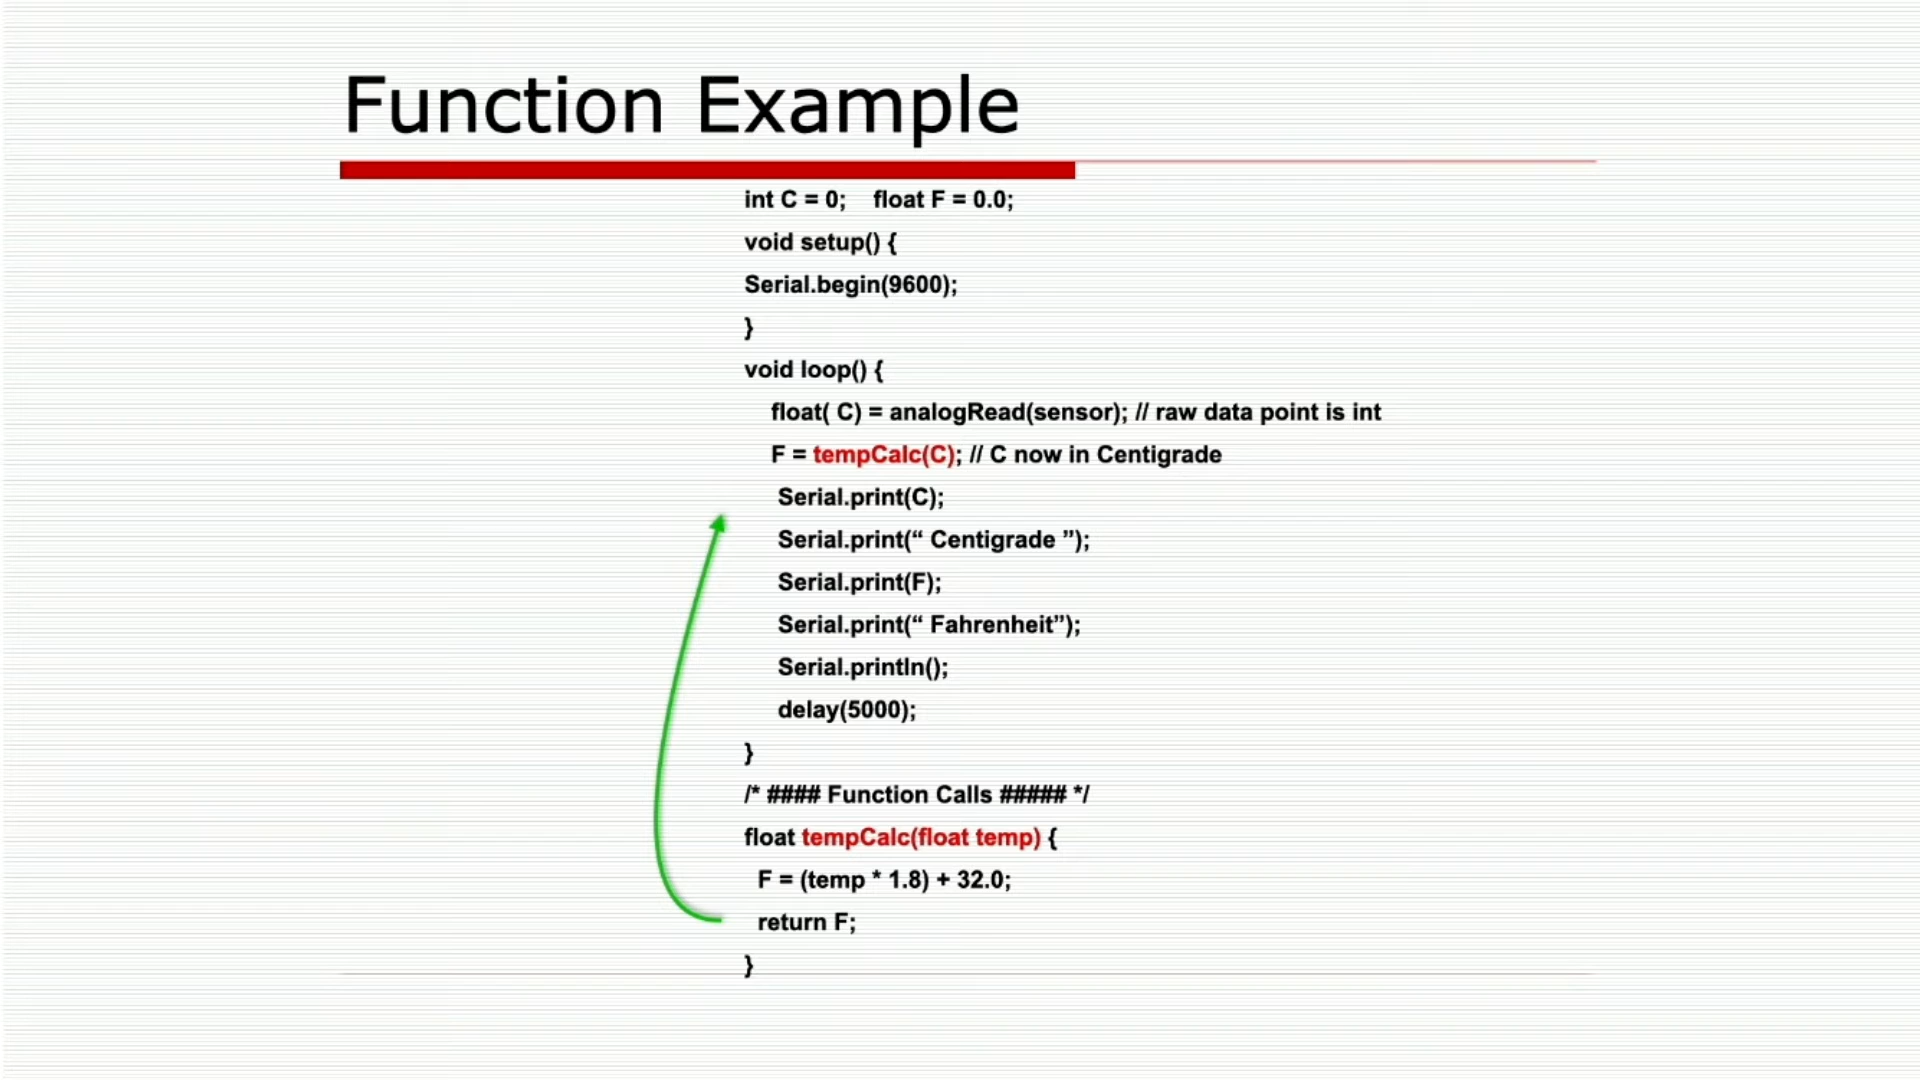 Function Example
int C = 0;    float F = 0.0;
void setup() {
Serial.begin(9600);
}
void loop() {
float( C) = analogRead(sensor); // raw data point is int
F = tempCalc(C); // C now in Centigrade
Serial.print(C);
Serial.print(“ Centigrade ”);
Serial.print(F);
Serial.print(“ Fahrenheit”);
Serial.println();
delay(5000);
}
/* #### Function Calls ##### */
float tempCalc(float temp) {
F = (temp * 1.8) + 32.0;
return F;
}